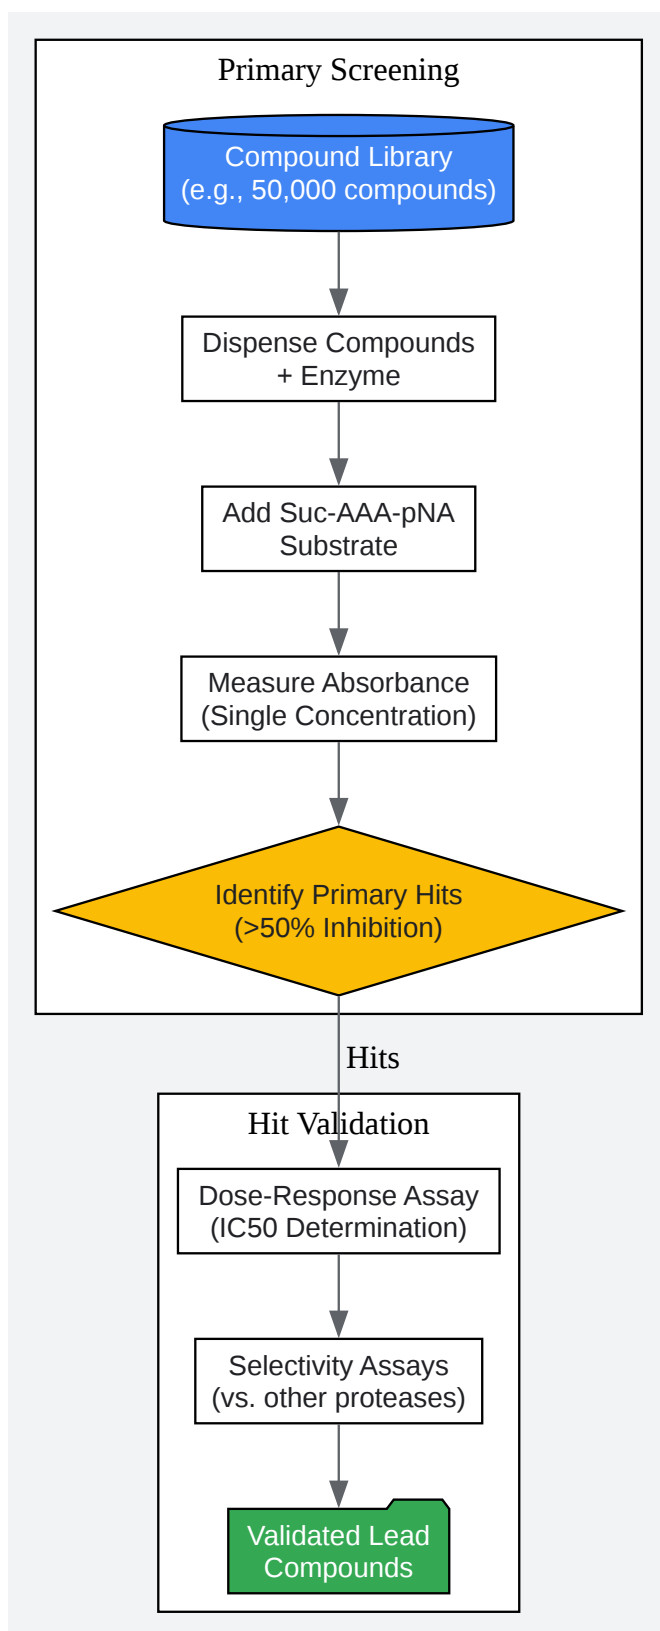 Primary Screening
Compound Library
(e.g., 50,000 compounds)
Dispense Compounds
+ Enzyme
Add Suc-AAA-pNA
Substrate
Measure Absorbance
(Single Concentration)
Identify Primary Hits
(>50% Inhibition)
Hits
Hit Validation
Dose-Response Assay
(IC50 Determination)
Selectivity Assays
(vs. other proteases)
Validated Lead
Compounds